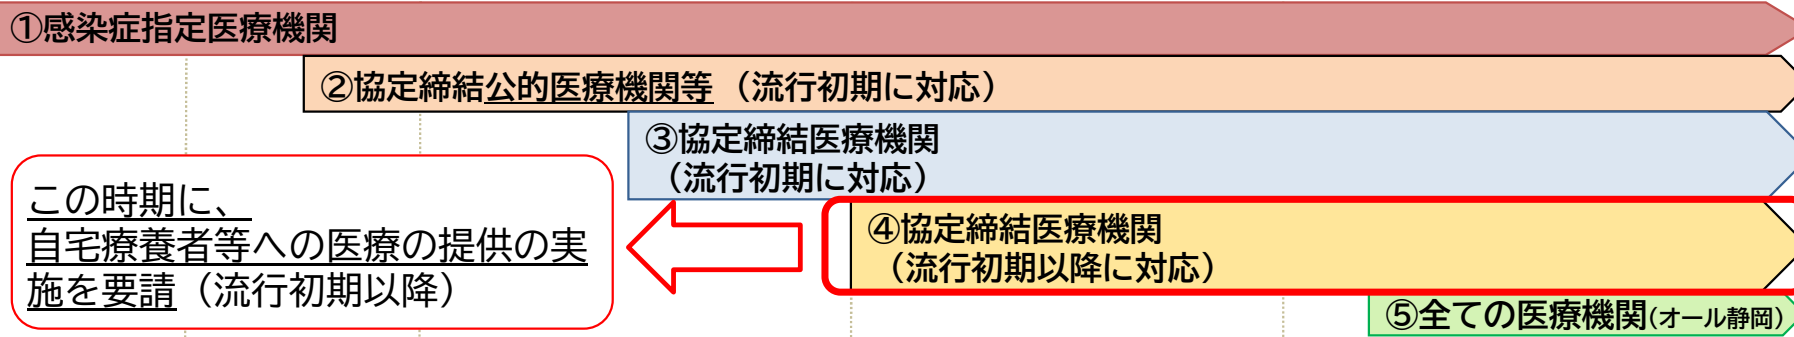 ①感染症指定医療機関
②協定締結公的医療機関等（流行初期に対応）
③協定締結医療機関
（流行初期に対応）
この時期に、
自宅療養者等への医療の提供の実
施を要請（流行初期以降）
④協定締結医療機関
（流行初期以降に対応）
⑤全ての医療機関(オール静岡)